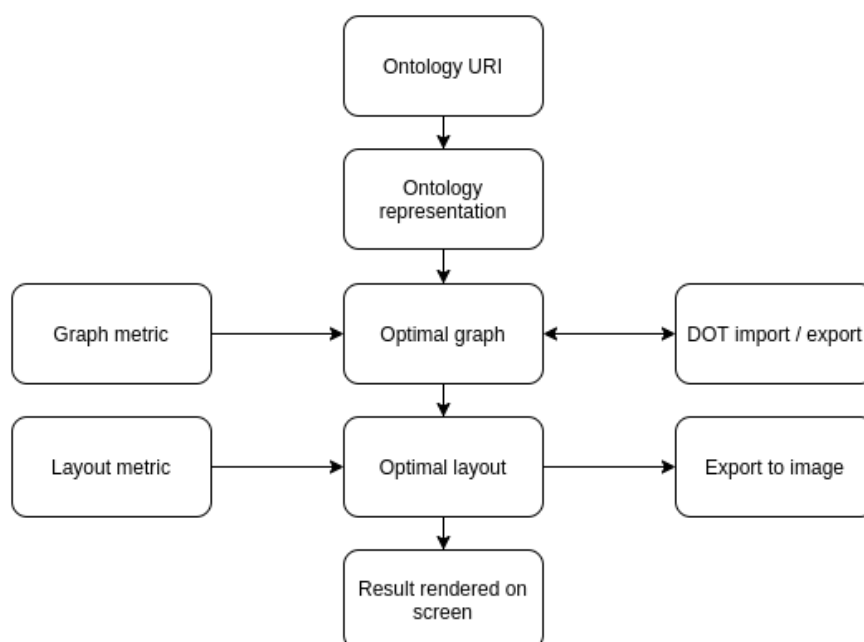 Ontology URI
Ontology
representation
Graph metric
Optimal graph
DOT import / export
Layout metric
Optimal layout
Export to image
Result rendered on
screen